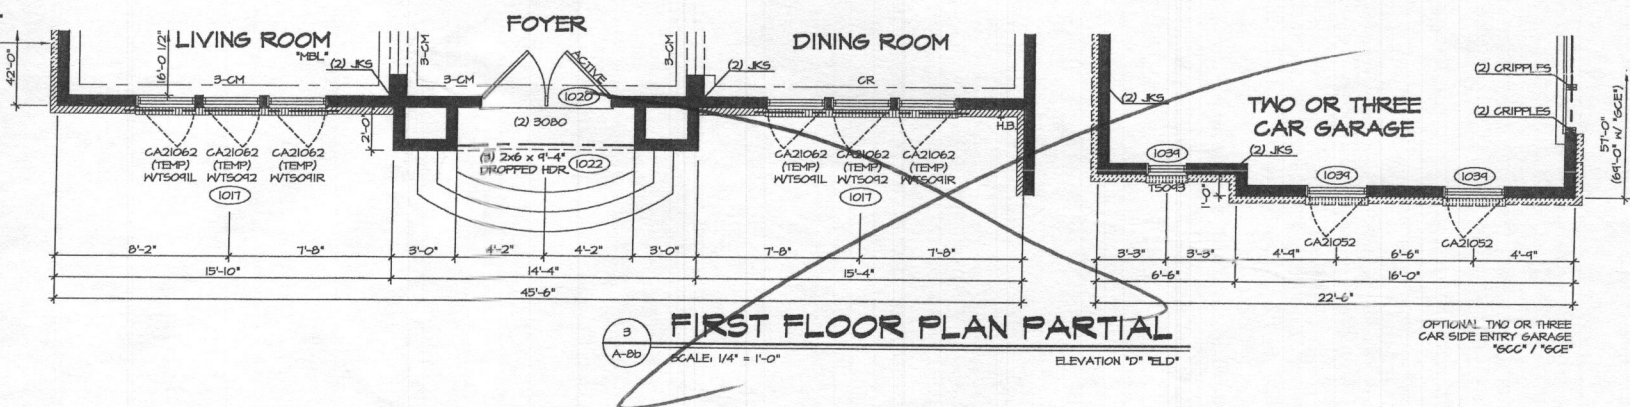 FOYER
LIVING ROOM
"MBL"
DINING ROOM
42'-0"
16'-0 1/2"
3-CM
(2) JKS
3-CM
3-CM
ACTIVE
3-CM
(2) JKS
CR
1020
(2) 3080
2'-0"
H.B.
CA21062
(TEMP)
W/TS091L
CA21062
(TEMP)
W/TS092
CA21062
(TEMP)
W/TS091R
1017
(1) 2x6 x 9'-4"
DROPPED HDR.
1022
CA21062
(TEMP)
W/TS091L
CA21062
(TEMP)
W/TS092
CA21062
(TEMP)
W/TS091R
1017
8'-2"
7'-8"
3'-0"
4'-2"
4'-2"
3'-0"
7'-8"
7'-8"
15'-10"
14'-4"
15'-4"
45'-6"
(2) CRIPPLES
(2) JKS
TWO OR THREE
CAR GARAGE
(2) CRIPPLES
57'-0"
(69'-0" W/ "GCE")
1039
(2) JKS
TS093
1'-0"
1039
1039
CA21052
CA21052
3'-3"
3'-3"
4'-9"
6'-6"
4'-9"
6'-6"
16'-0"
22'-6"
3
A-8b
FIRST FLOOR PLAN PARTIAL
SCALE: 1/4" = 1'-0"
ELEVATION "D" "ELD"
OPTIONAL TWO OR THREE
CAR SIDE ENTRY GARAGE
"GCC" / "GCE"